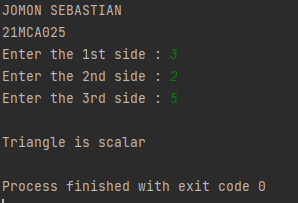 JOMON SEBASTIAN
21MCA025
Enter the 1st side : 3
Enter the 2nd side : 2
Enter the 3rd side : 5
Triangle is scalar
Process finished with exit code 0